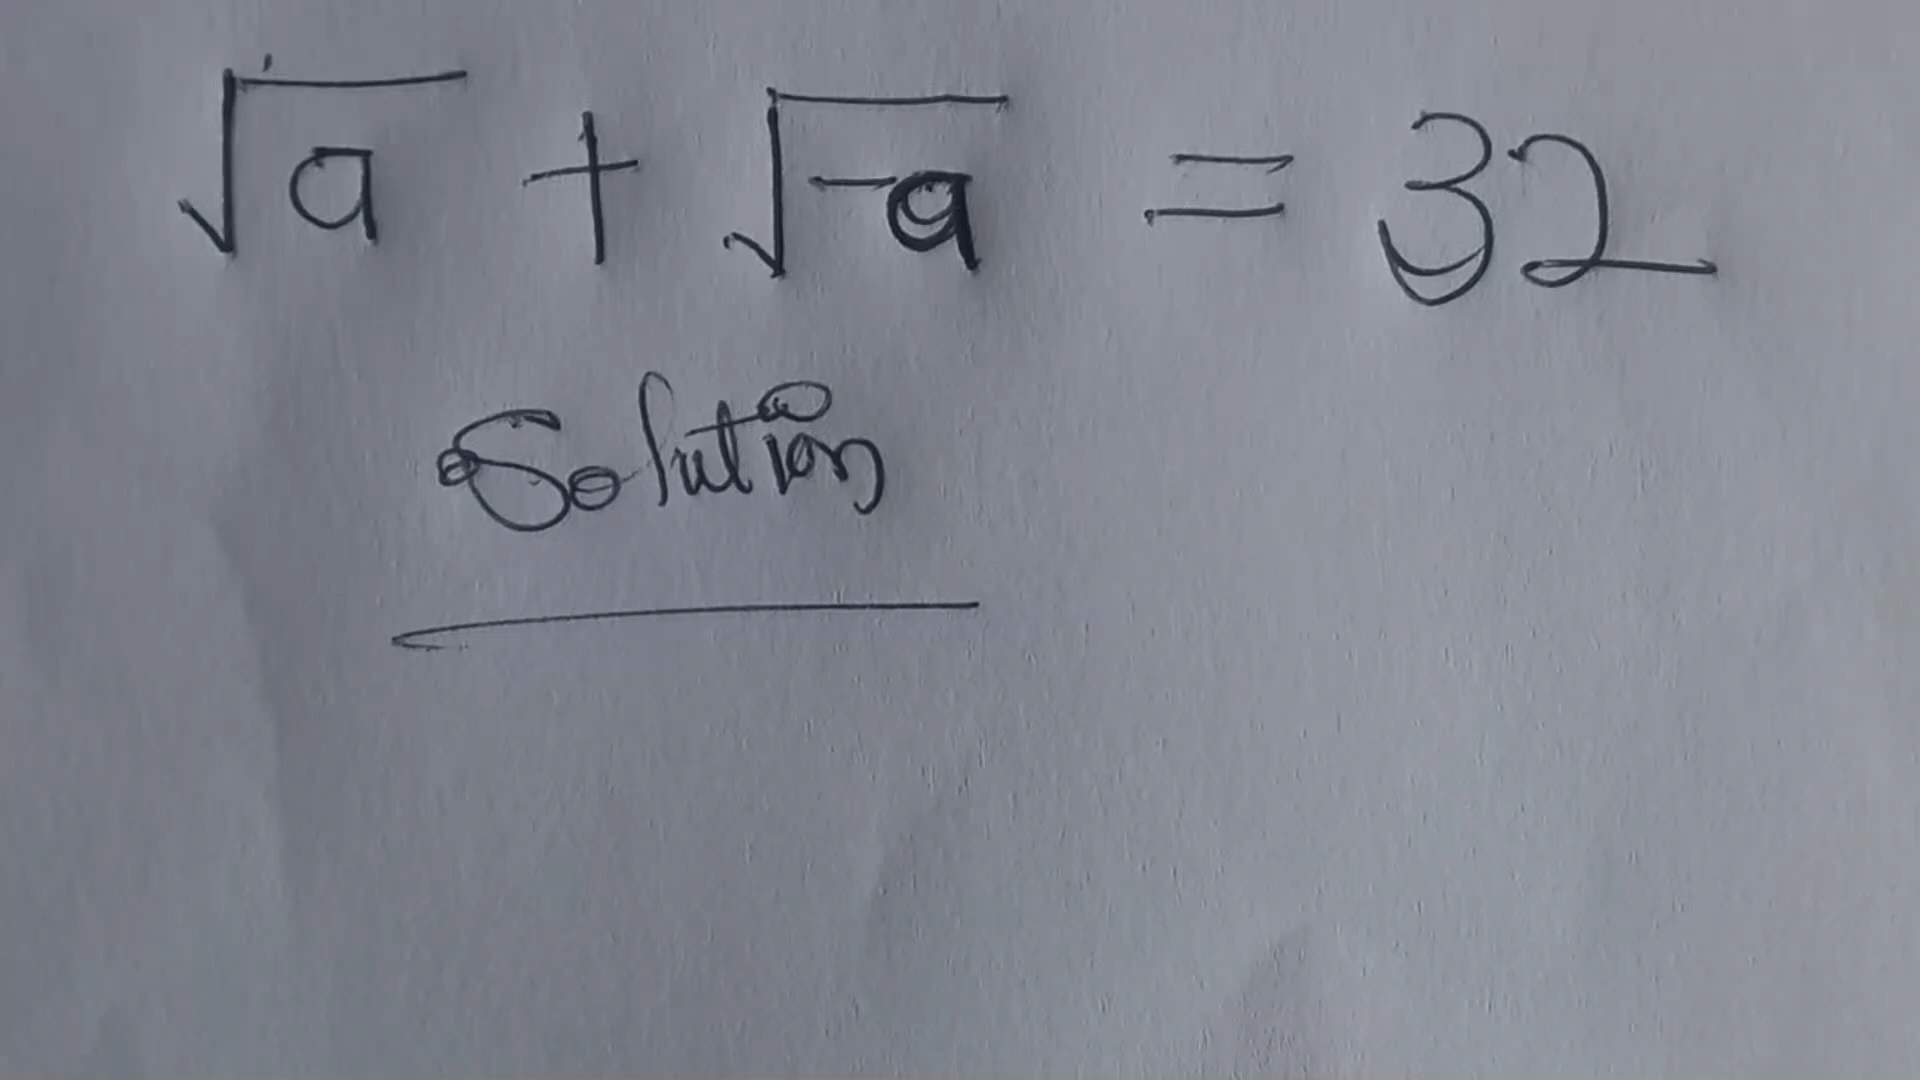 √a + √-a = 32
Solution